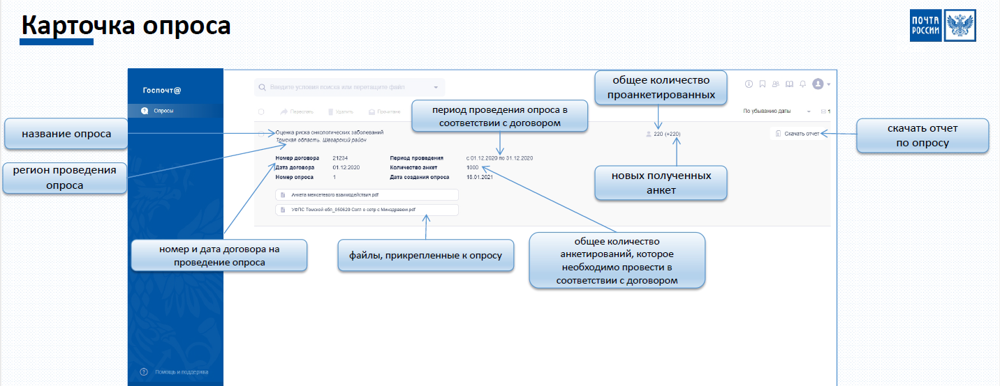 Карточка опроса
ПОЧТА
РОССИИ
Госпочт@
Опросы
Введите условия поиска или перетащите файл
Переслать
Удалить
Прочитано
По убыванию даты
1
общее количество
проанкетированных
период проведения опроса в
соответствии с договором
название опроса
Оценка риска онкологических заболеваний
Томская область. Шегарский район
220 (+220)
Скачать отчет
скачать отчет
по опросу
регион проведения
опроса
Номер договора 21234 Период проведения с 01.12.2020 по 31.12.2020
Дата договора 01.12.2020 Количество анкет 1000
Номер опроса 1 Дата создания опроса 18.01.2021
новых полученных
анкет
Анкета межсетевого взаимодействия.pdf
УФПС Томской обл_050620 Согл о сотр с Минздравом.pdf
номер и дата договора на
проведение опроса
файлы, прикрепленные к опросу
общее количество
анкетирований, которое
необходимо провести в
соответствии с договором
Помощь и поддержка